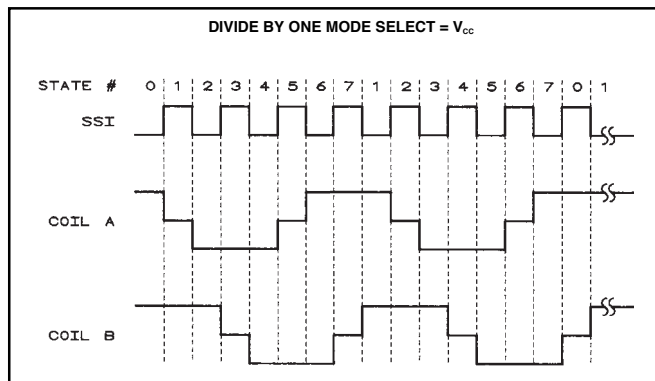 DIVIDE BY ONE MODE SELECT = Vcc
STATE # 0 1 2 3 4 5 6 7 1 2 3 4 5 6 7 0 1
SSI
COIL A
COIL B